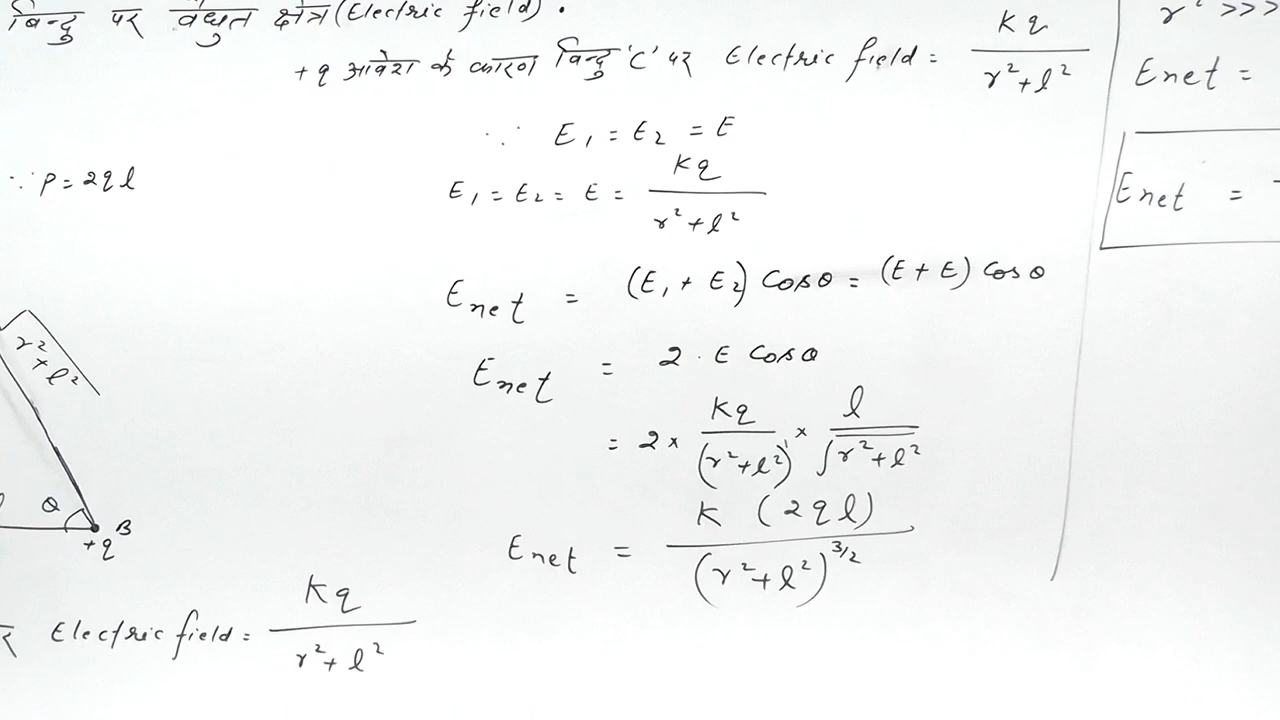 बिन्दु पर वैधुत क्षेत्र (Electric field).
+q आवेश के कारण बिन्दु 'C' पर Electric field = Kq / r²+l²
∵ E₁ = E₂ = E
∵ P = 2ql
E₁ = E₂ = E = Kq / r²+l²
Enet = (E₁ + E₂) Cosθ = (E + E) Cosθ
Enet = 2 . E Cosθ
= 2 × Kq / (r²+l²)¹ × l / √r²+l²
Enet = K (2ql) / (r²+l²)^3/2
r² + l²
θ
B
+q
Electric field = Kq / r²+l²
r² >>>
Enet =
Enet =